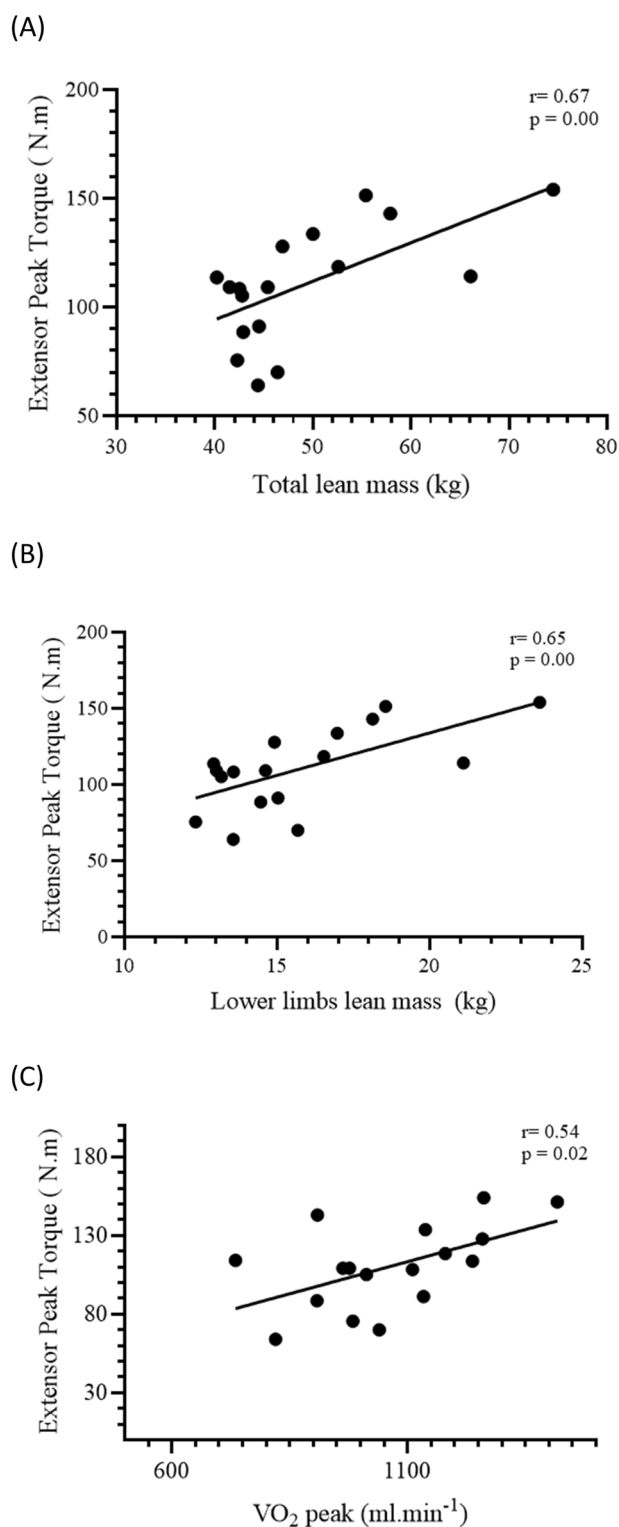 (A)
r= 0.67
p = 0.00
Extensor Peak Torque ( N.m)
200
150
100
50
30 40 50 60 70 80
Total lean mass (kg)
(B)
r= 0.65
p = 0.00
Extensor Peak Torque ( N.m)
200
150
100
50
0
10 15 20 25
Lower limbs lean mass (kg)
(C)
r= 0.54
p = 0.02
Extensor Peak Torque ( N.m)
180
130
80
30
600 1100
VO₂ peak (ml.min⁻¹)